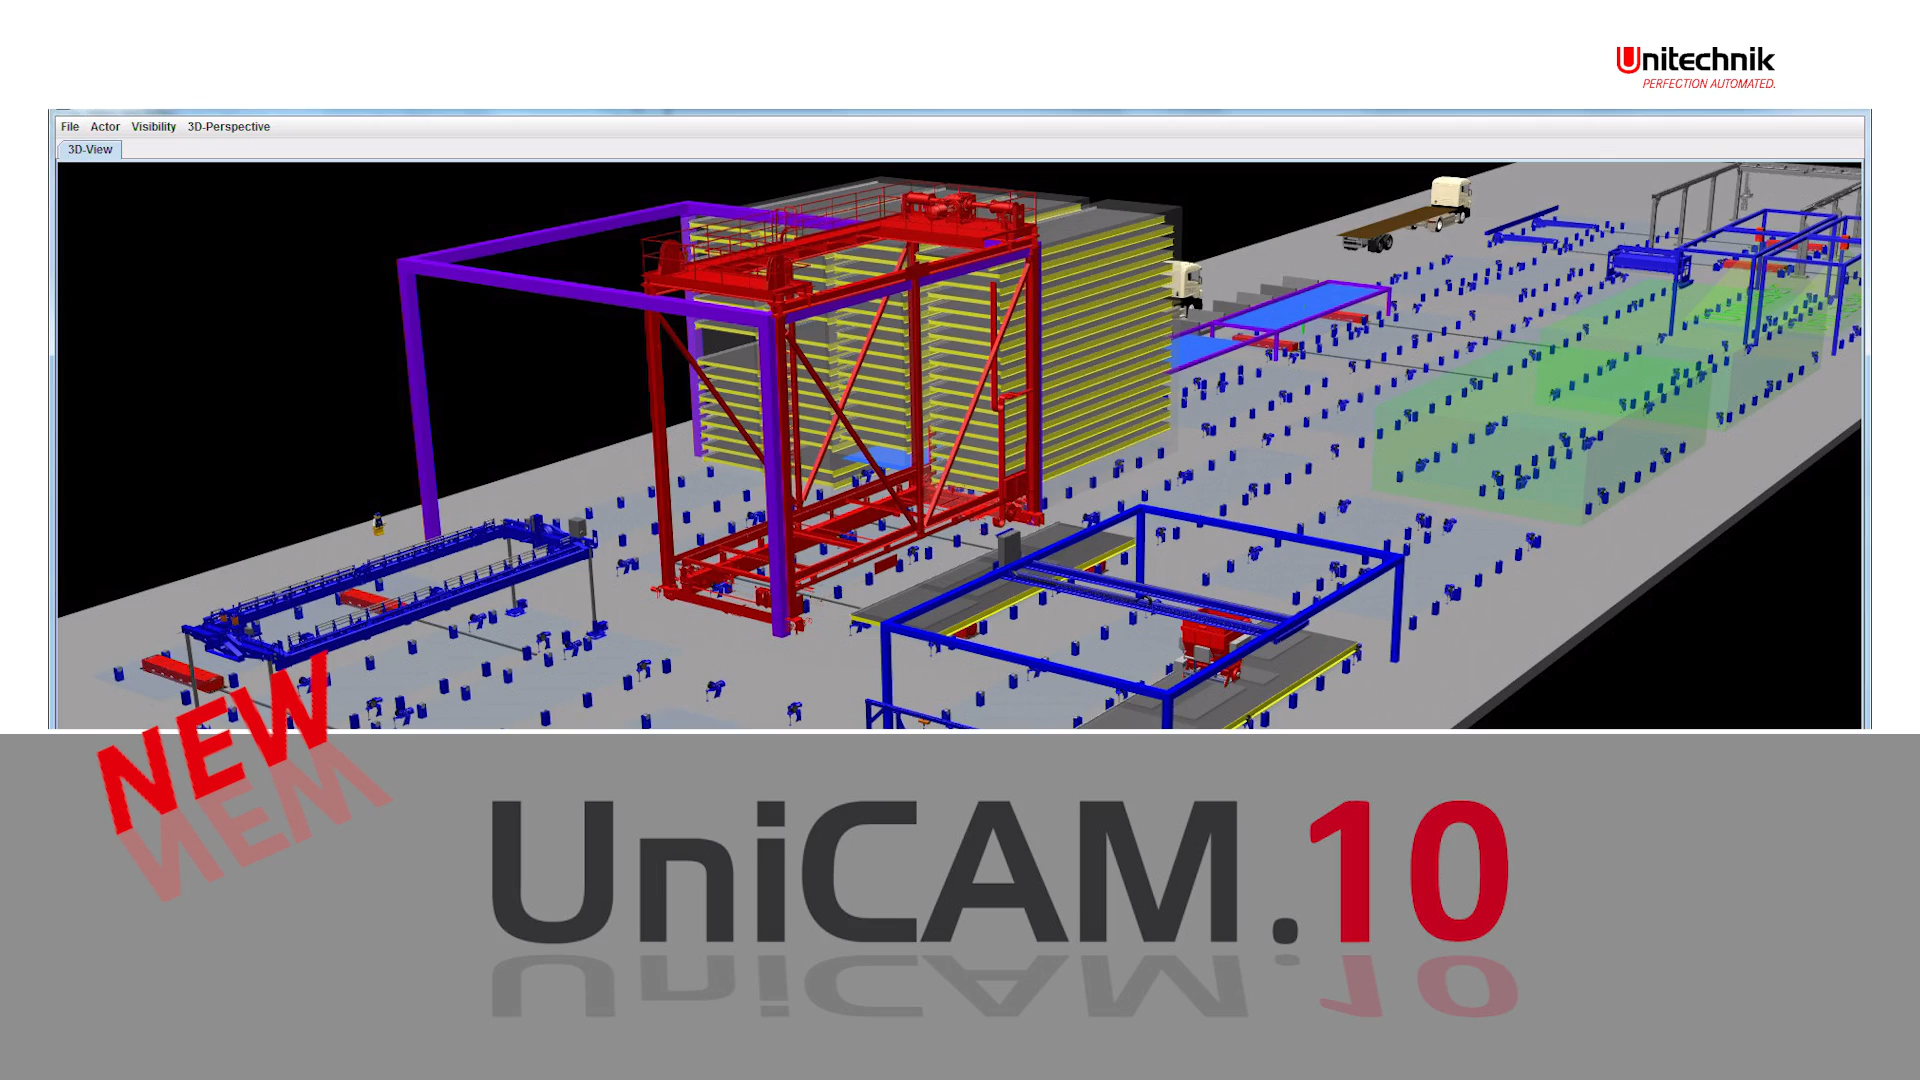 Unitechnik
PERFECTION AUTOMATED.
File Actor Visibility 3D-Perspective
3D-View
NEW
UniCAM.10